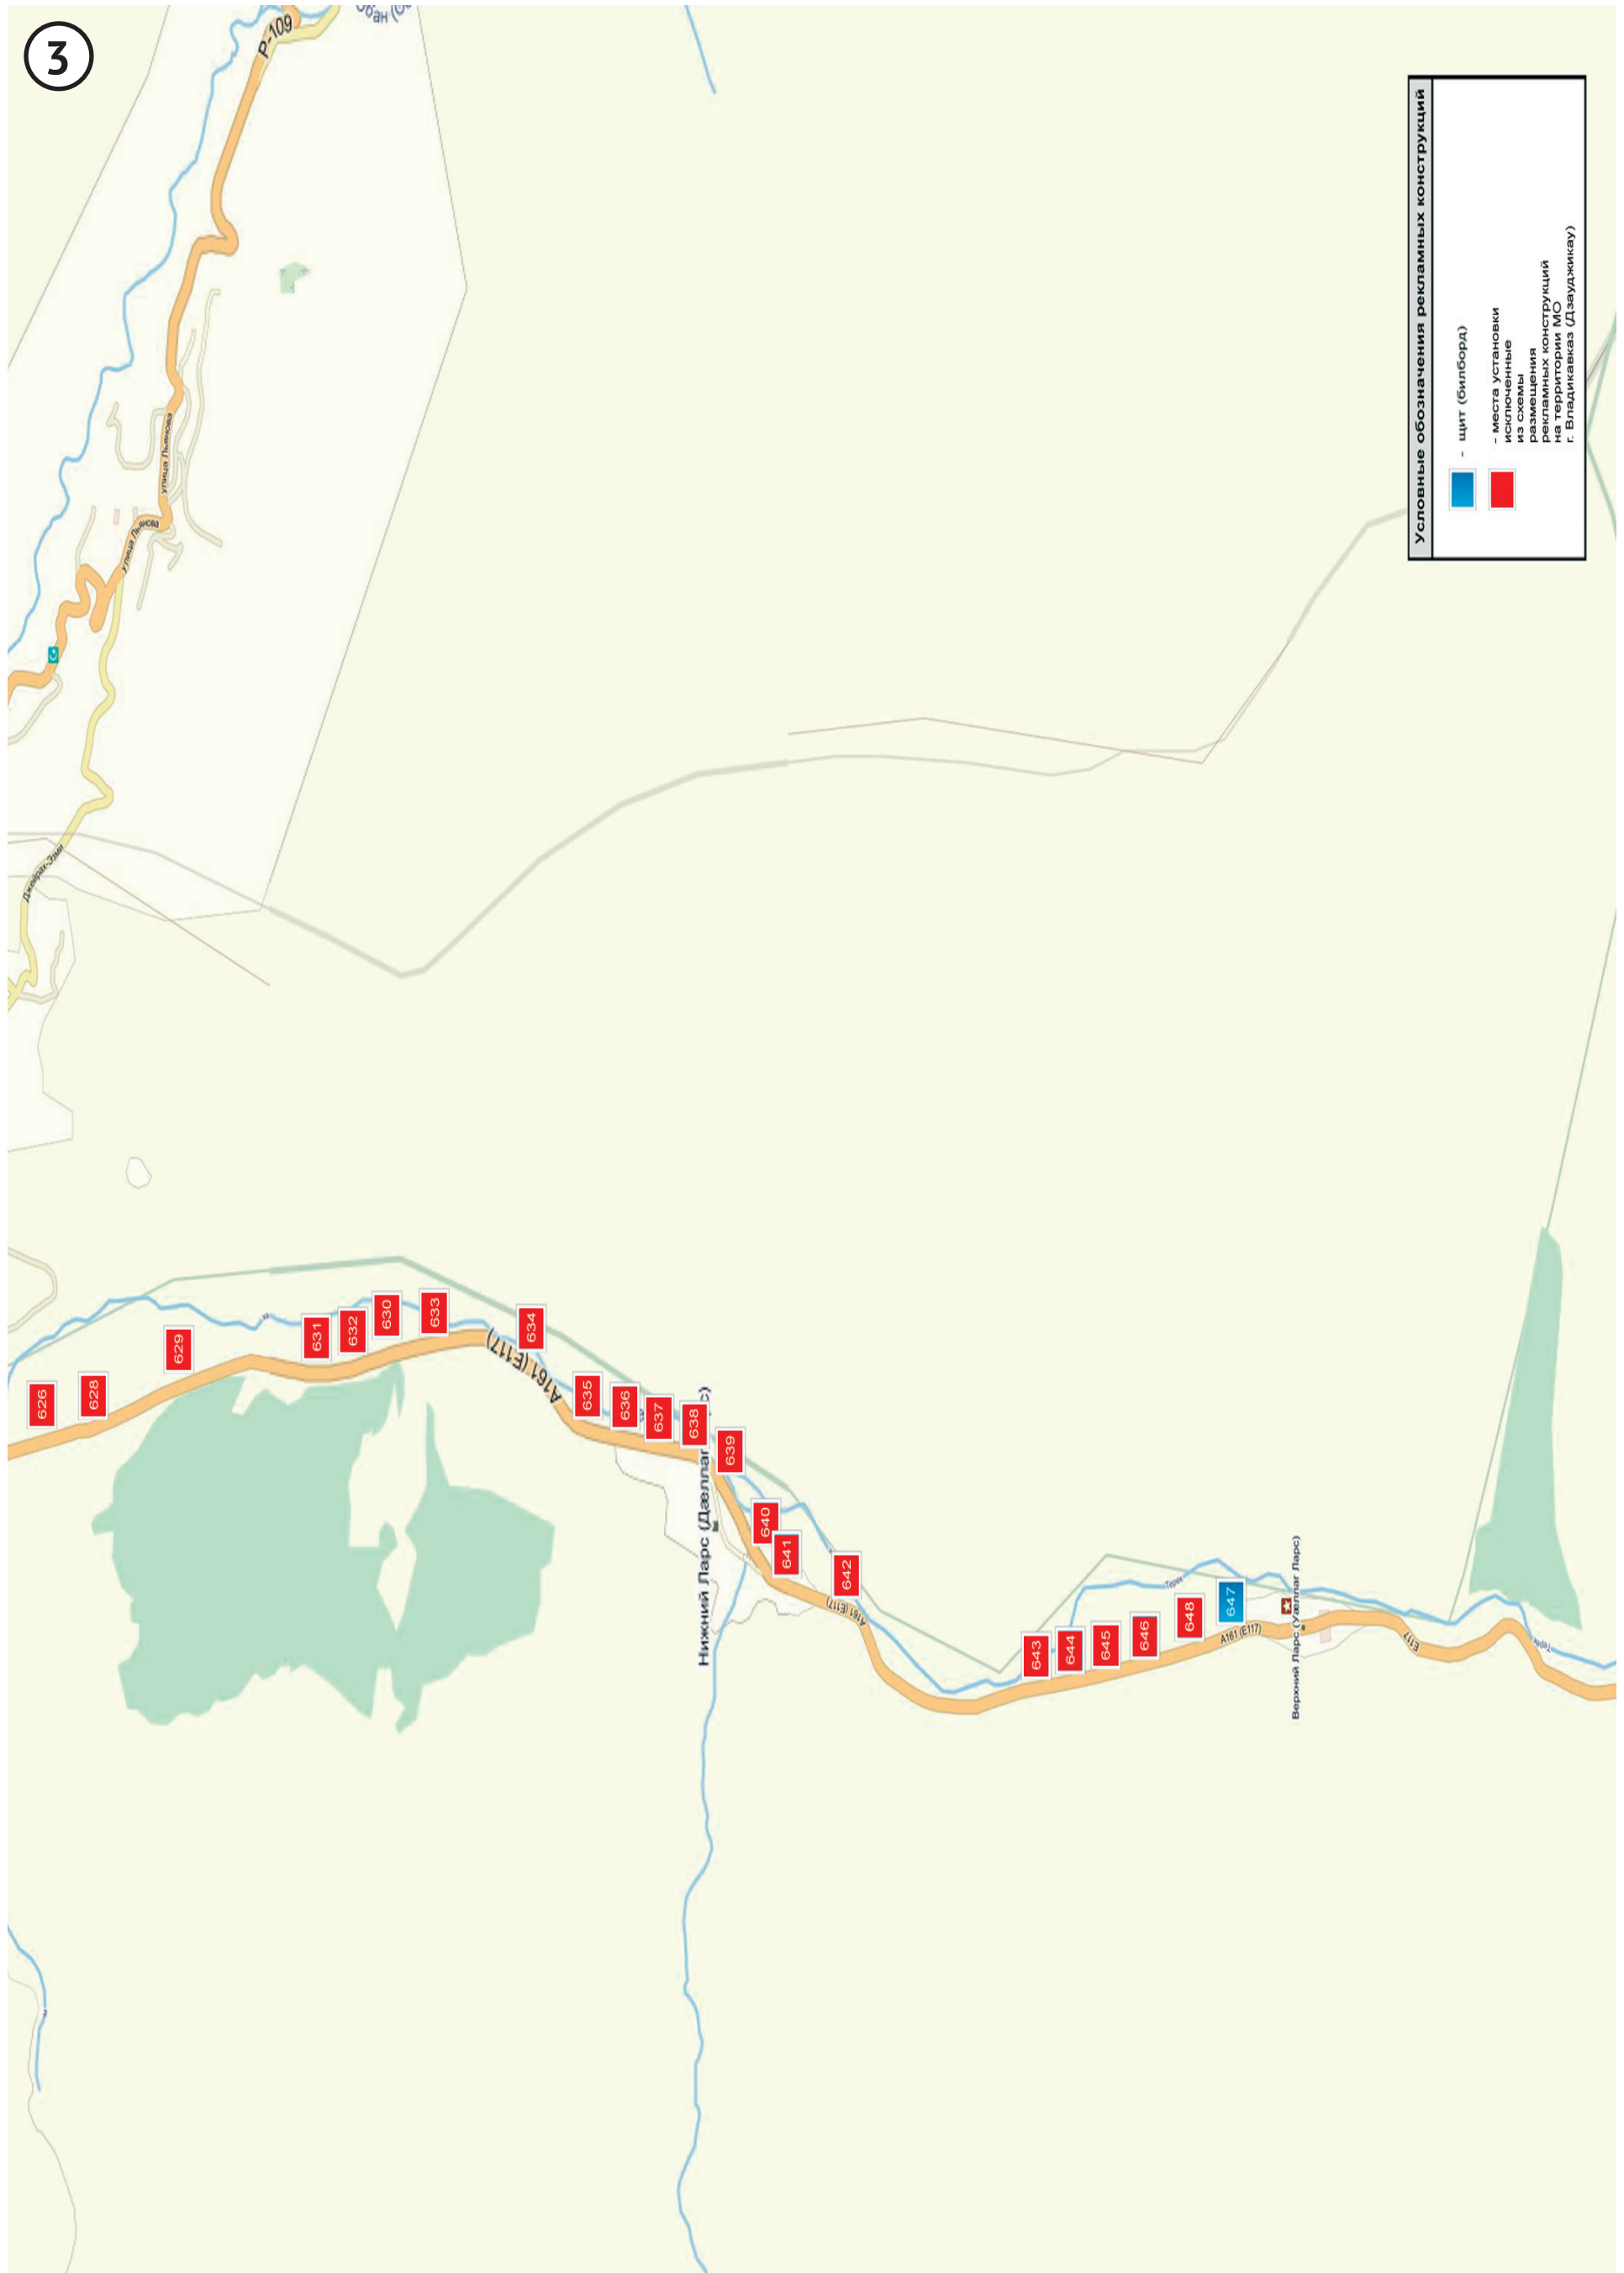 3
Р-109
улица Льянова
улица Льянова
Джейрах-Эзми
Условные обозначения рекламных конструкций
- щит (билборд)
- места установки
исключенные
из схемы
размещения
рекламных конструкций
на территории МО
г. Владикавказ (Дзауджикау)
626
628
629
631
632
630
633
634
А161 (Е117)
635
636
637
638
639
Нижний Ларс (Дæллаг
640
641
642
А161 (Е117)
643
644
645
646
648
647
Терек
А161 (Е117)
Верхний Ларс (Уæллаг Ларс)
Е117
Терек